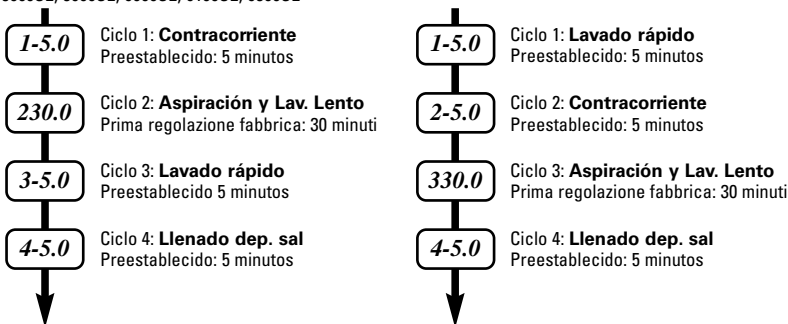 1-5.0
Ciclo 1: Contracorriente
Preestablecido: 5 minutos
230.0
Ciclo 2: Aspiración y Lav. Lento
Prima regolazione fabbrica: 30 minuti
3-5.0
Ciclo 3: Lavado rápido
Preestablecido 5 minutos
4-5.0
Ciclo 4: Llenado dep. sal
Preestablecido: 5 minutos
1-5.0
Ciclo 1: Lavado rápido
Preestablecido: 5 minutos
2-5.0
Ciclo 2: Contracorriente
Preestablecido: 5 minutos
330.0
Ciclo 3: Aspiración y Lav. Lento
Prima regolazione fabbrica: 30 minuti
4-5.0
Ciclo 4: Llenado dep. sal
Preestablecido: 5 minutos